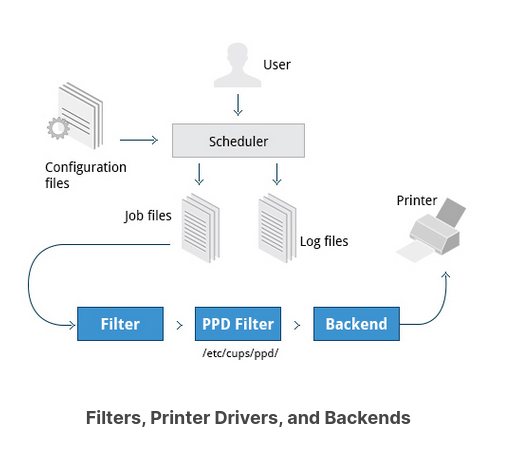 User
Scheduler
Configuration
files
Job files
Log files
Printer
Filter
PPD Filter
Backend
/etc/cups/ppd/
Filters, Printer Drivers, and Backends